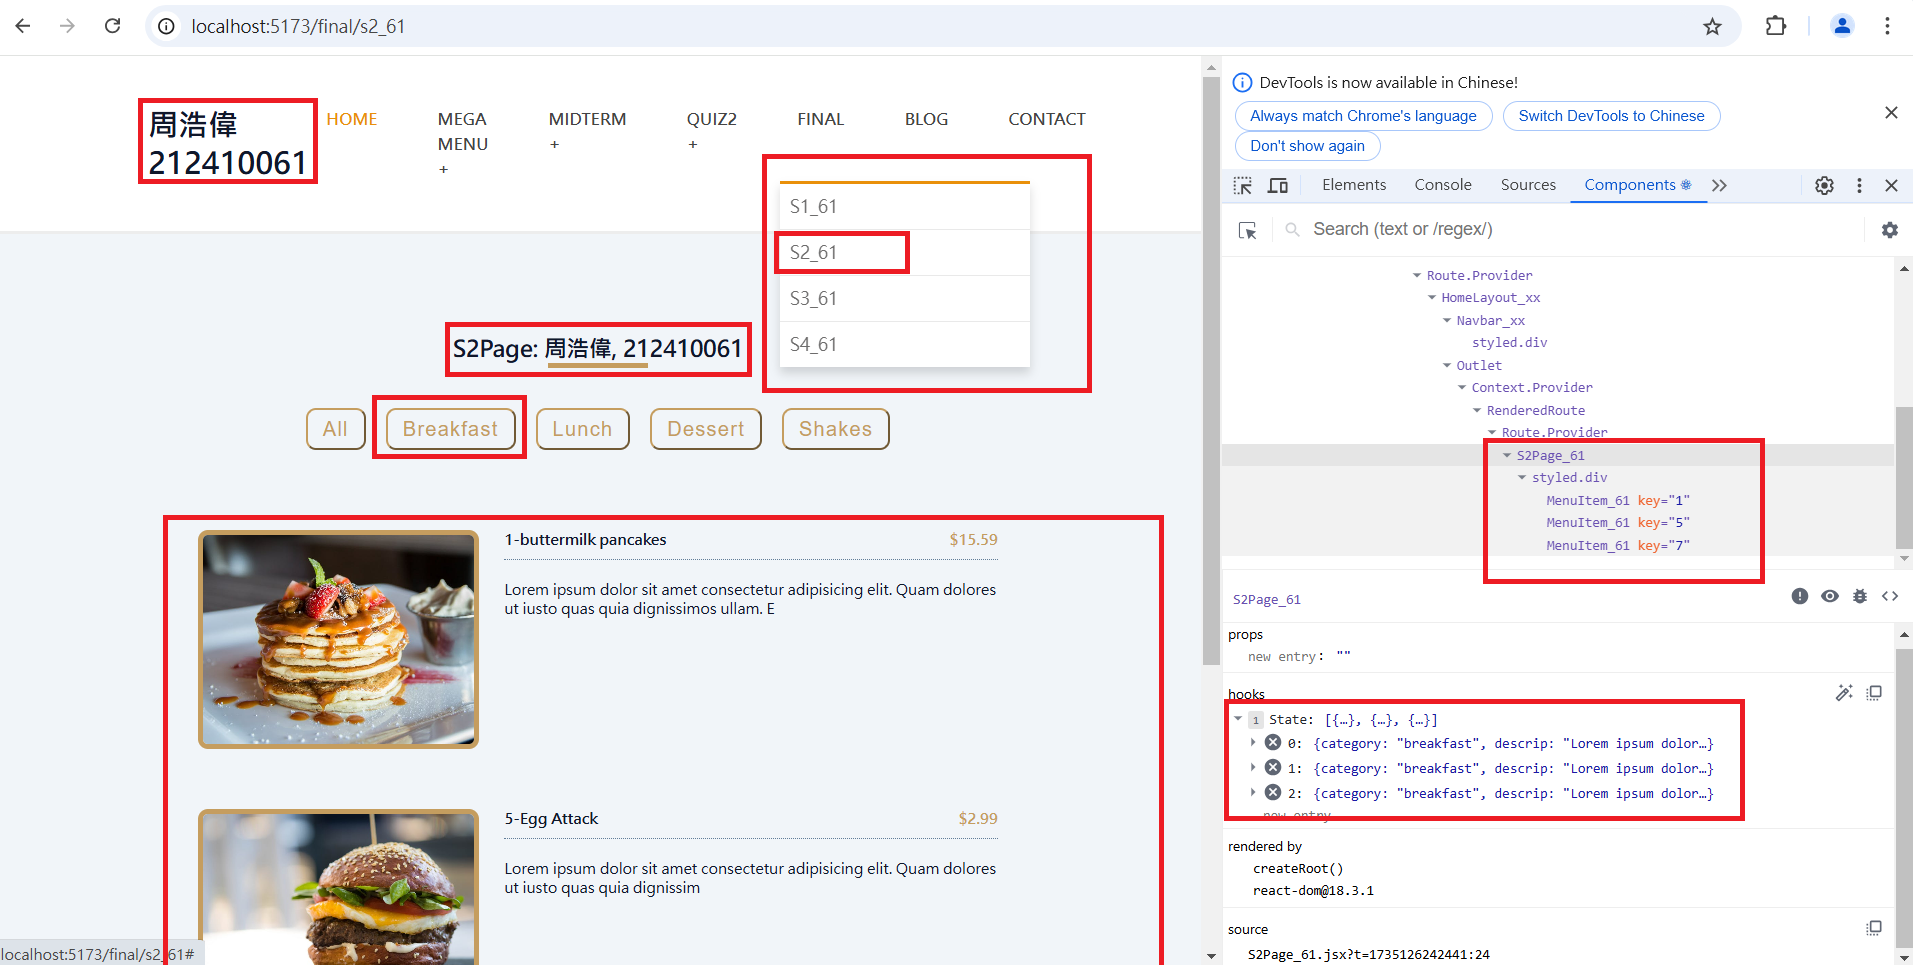 localhost:5173/final/s2_61
周浩偉
212410061
HOME
MEGA
MENU
+
MIDTERM
+
QUIZ2
+
FINAL
BLOG
CONTACT
S1_61
S2_61
S3_61
S4_61
S2Page: 周浩偉, 212410061
All
Breakfast
Lunch
Dessert
Shakes
1-buttermilk pancakes
$15.59
Lorem ipsum dolor sit amet consectetur adipisicing elit. Quam dolores
ut iusto quas quia dignissimos ullam. E
5-Egg Attack
$2.99
Lorem ipsum dolor sit amet consectetur adipisicing elit. Quam dolores
ut iusto quas quia dignissim
localhost:5173/final/s2_61#
DevTools is now available in Chinese!
Always match Chrome's language
Switch DevTools to Chinese
Don't show again
Elements
Console
Sources
Components
Search (text or /regex/)
Route.Provider
HomeLayout_xx
Navbar_xx
styled.div
Outlet
Context.Provider
RenderedRoute
Route.Provider
S2Page_61
styled.div
MenuItem_61 key="1"
MenuItem_61 key="5"
MenuItem_61 key="7"
S2Page_61
props
new entry: ""
hooks
1 State: [{…}, {…}, {…}]
0: {category: "breakfast", descrip: "Lorem ipsum dolor…}
1: {category: "breakfast", descrip: "Lorem ipsum dolor…}
2: {category: "breakfast", descrip: "Lorem ipsum dolor…}
new entry
rendered by
createRoot()
react-dom@18.3.1
source
S2Page_61.jsx?t=1735126242441:24